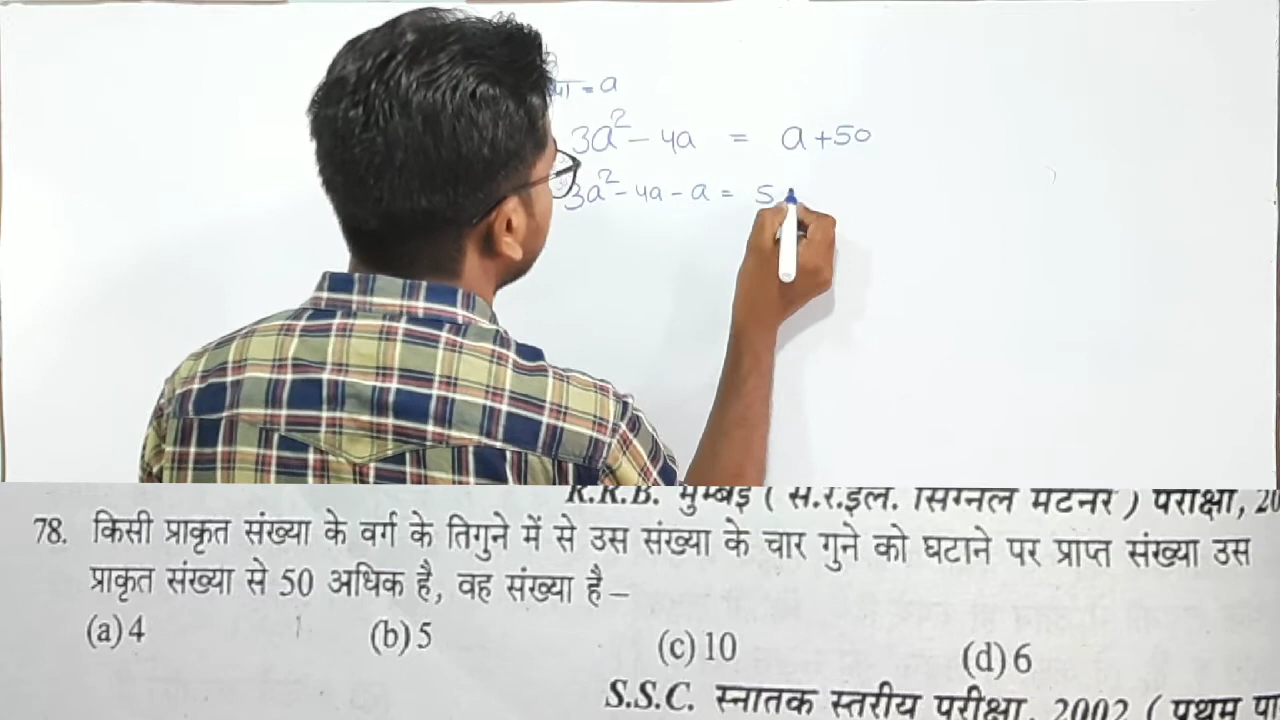 = a
3a² - 4a = a + 50
3a² - 4a - a = 5
R.R.B. मुम्बई ( स.र.इल. सिग्नल मेंटनर ) परीक्षा, 20
78. किसी प्राकृत संख्या के वर्ग के तिगुने में से उस संख्या के चार गुने को घटाने पर प्राप्त संख्या उस
प्राकृत संख्या से 50 अधिक है, वह संख्या है –
(a) 4 (b) 5 (c) 10 (d) 6
S.S.C. स्नातक स्तरीय परीक्षा, 2002 ( प्रथम पा